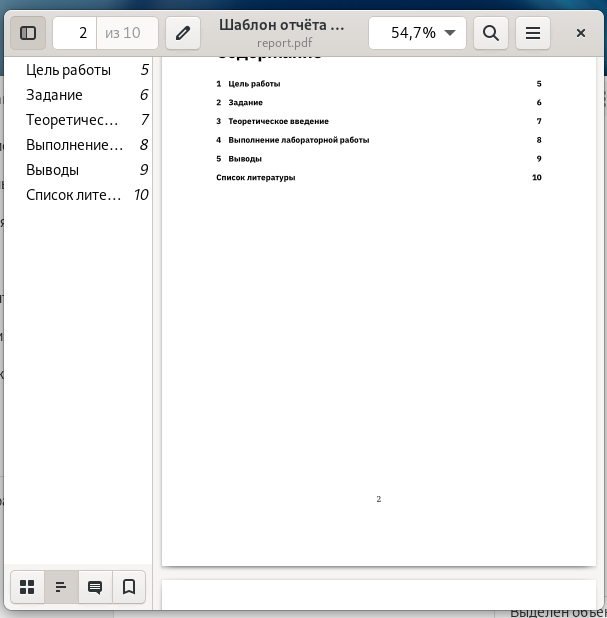 2 из 10
Шаблон отчёта ...
report.pdf
54,7%
Цель работы 5
Задание 6
Теоретичес... 7
Выполнение... 8
Выводы 9
Список лите... 10
Содержание
1 Цель работы 5
2 Задание 6
3 Теоретическое введение 7
4 Выполнение лабораторной работы 8
5 Выводы 9
Список литературы 10
2